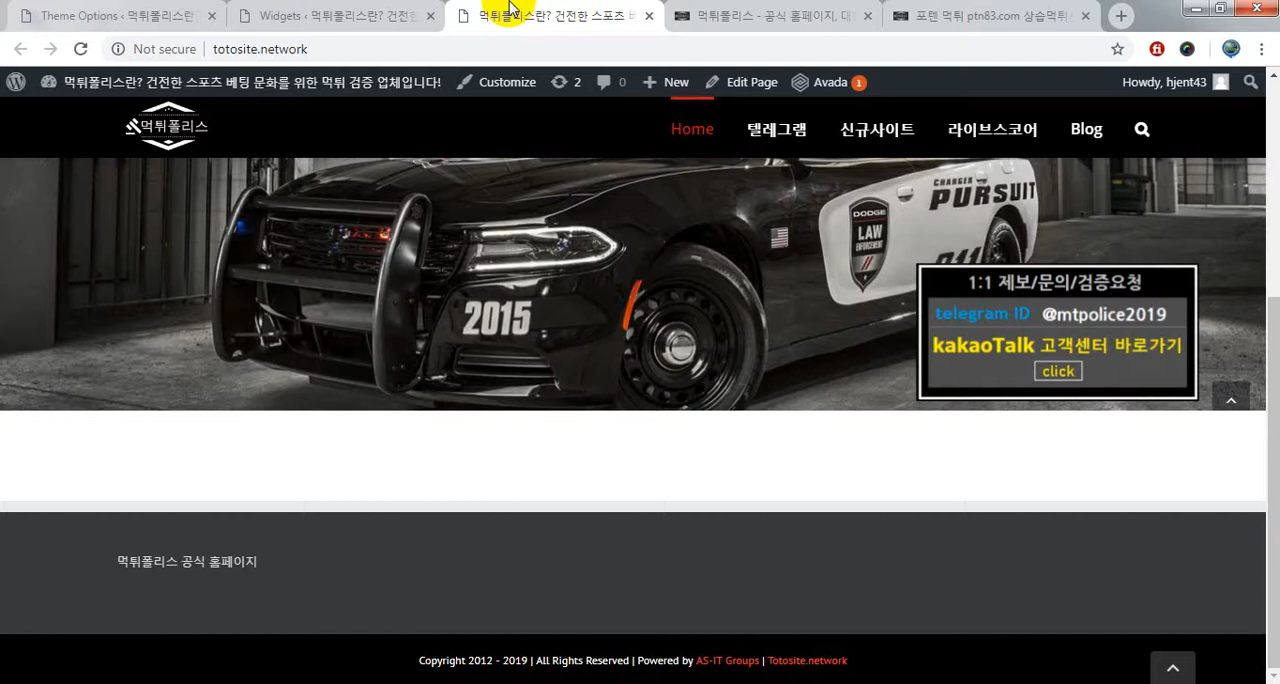 Theme Options ‹ 먹튀폴리스란?
Widgets ‹ 먹튀폴리스란? 건전한
먹튀폴리스란? 건전한 스포츠 베
먹튀폴리스 - 공식 홈페이지, 대
포텐 먹튀 ptn83.com 상습먹튀
Not secure
totosite.network
먹튀폴리스란? 건전한 스포츠 베팅 문화를 위한 먹튀 검증 업체입니다!
Customize
2
0
New
Edit Page
Avada 1
Howdy, hjent43
먹튀폴리스
Home
텔레그램
신규사이트
라이브스코어
Blog
CHARGER
PURSUIT
DODGE
LAW
ENFORCEMENT
911
2015
1:1 제보/문의/검증요청
telegram ID @mtpolice2019
kakaoTalk 고객센터 바로가기
click
먹튀폴리스 공식 홈페이지
Copyright 2012 - 2019 | All Rights Reserved | Powered by AS-IT Groups | Totosite.network